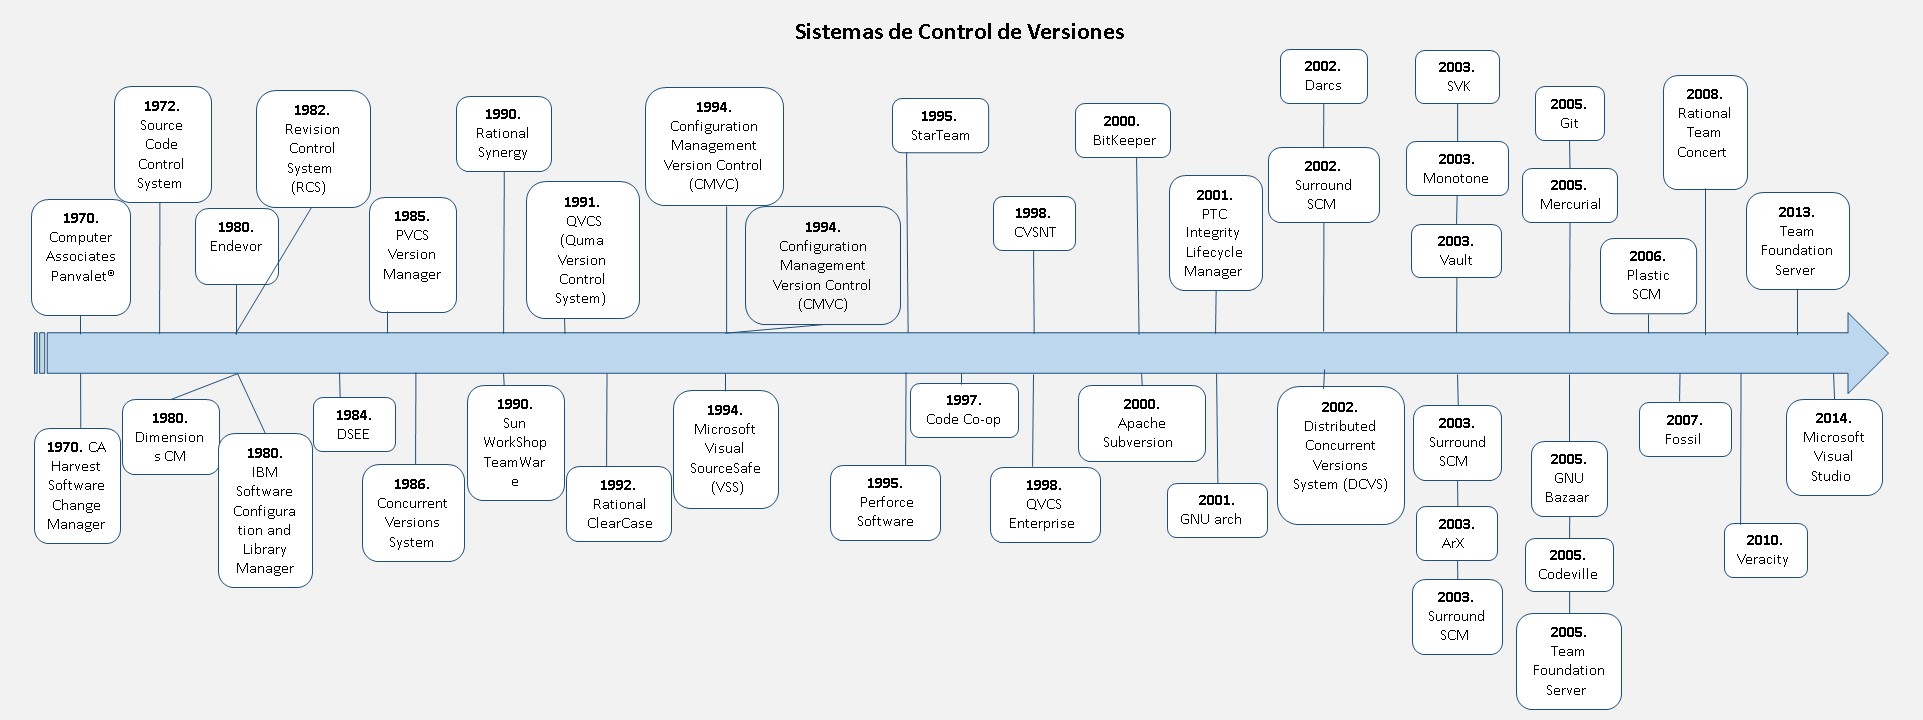 Sistemas de Control de Versiones
1970.
Computer
Associates
Panvalet®
1972.
Source
Code
Control
System
1980.
Endevor
1982.
Revision
Control
System
(RCS)
1985.
PVCS
Version
Manager
1990.
Rational
Synergy
1991.
QVCS
(Quma
Version
Control
System)
1994.
Configuration
Management
Version Control
(CMVC)
1994.
Configuration
Management
Version Control
(CMVC)
1995.
StarTeam
1998.
CVSNT
2000.
BitKeeper
2001.
PTC
Integrity
Lifecycle
Manager
2002.
Darcs
2002.
Surround
SCM
2003.
SVK
2003.
Monotone
2003.
Vault
2005.
Git
2005.
Mercurial
2006.
Plastic
SCM
2008.
Rational
Team
Concert
2013.
Team
Foundation
Server
1970. CA
Harvest
Software
Change
Manager
1980.
Dimension
s CM
1980.
IBM
Software
Configura
tion and
Library
Manager
1984.
DSEE
1986.
Concurrent
Versions
System
1990.
Sun
WorkShop
TeamWar
e
1992.
Rational
ClearCase
1994.
Microsoft
Visual
SourceSafe
(VSS)
1995.
Perforce
Software
1997.
Code Co-op
1998.
QVCS
Enterprise
2000.
Apache
Subversion
2001.
GNU arch
2002.
Distributed
Concurrent
Versions
System (DCVS)
2003.
Surround
SCM
2003.
ArX
2003.
Surround
SCM
2005.
GNU
Bazaar
2005.
Codeville
2005.
Team
Foundation
Server
2007.
Fossil
2010.
Veracity
2014.
Microsoft
Visual
Studio